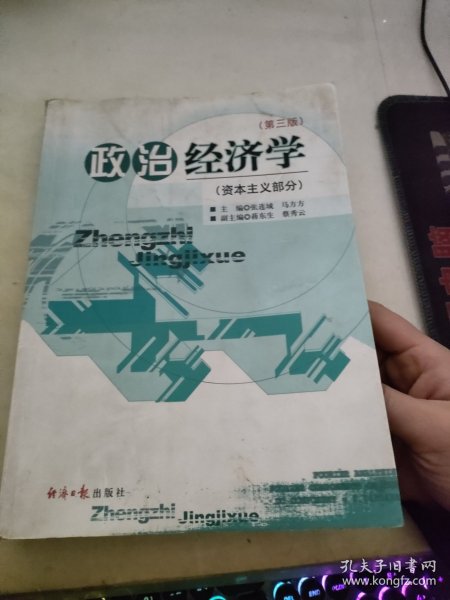 (第三版)
政治经济学
(资本主义部分)
■ 主 编◎张连城 马方方
■ 副主编◎蒋东生 蔡秀云
Zhengzhi
Jingjixue
经济日报出版社
Zhengzhi Jingjixue
孔夫子旧书网
www.kongfz.com